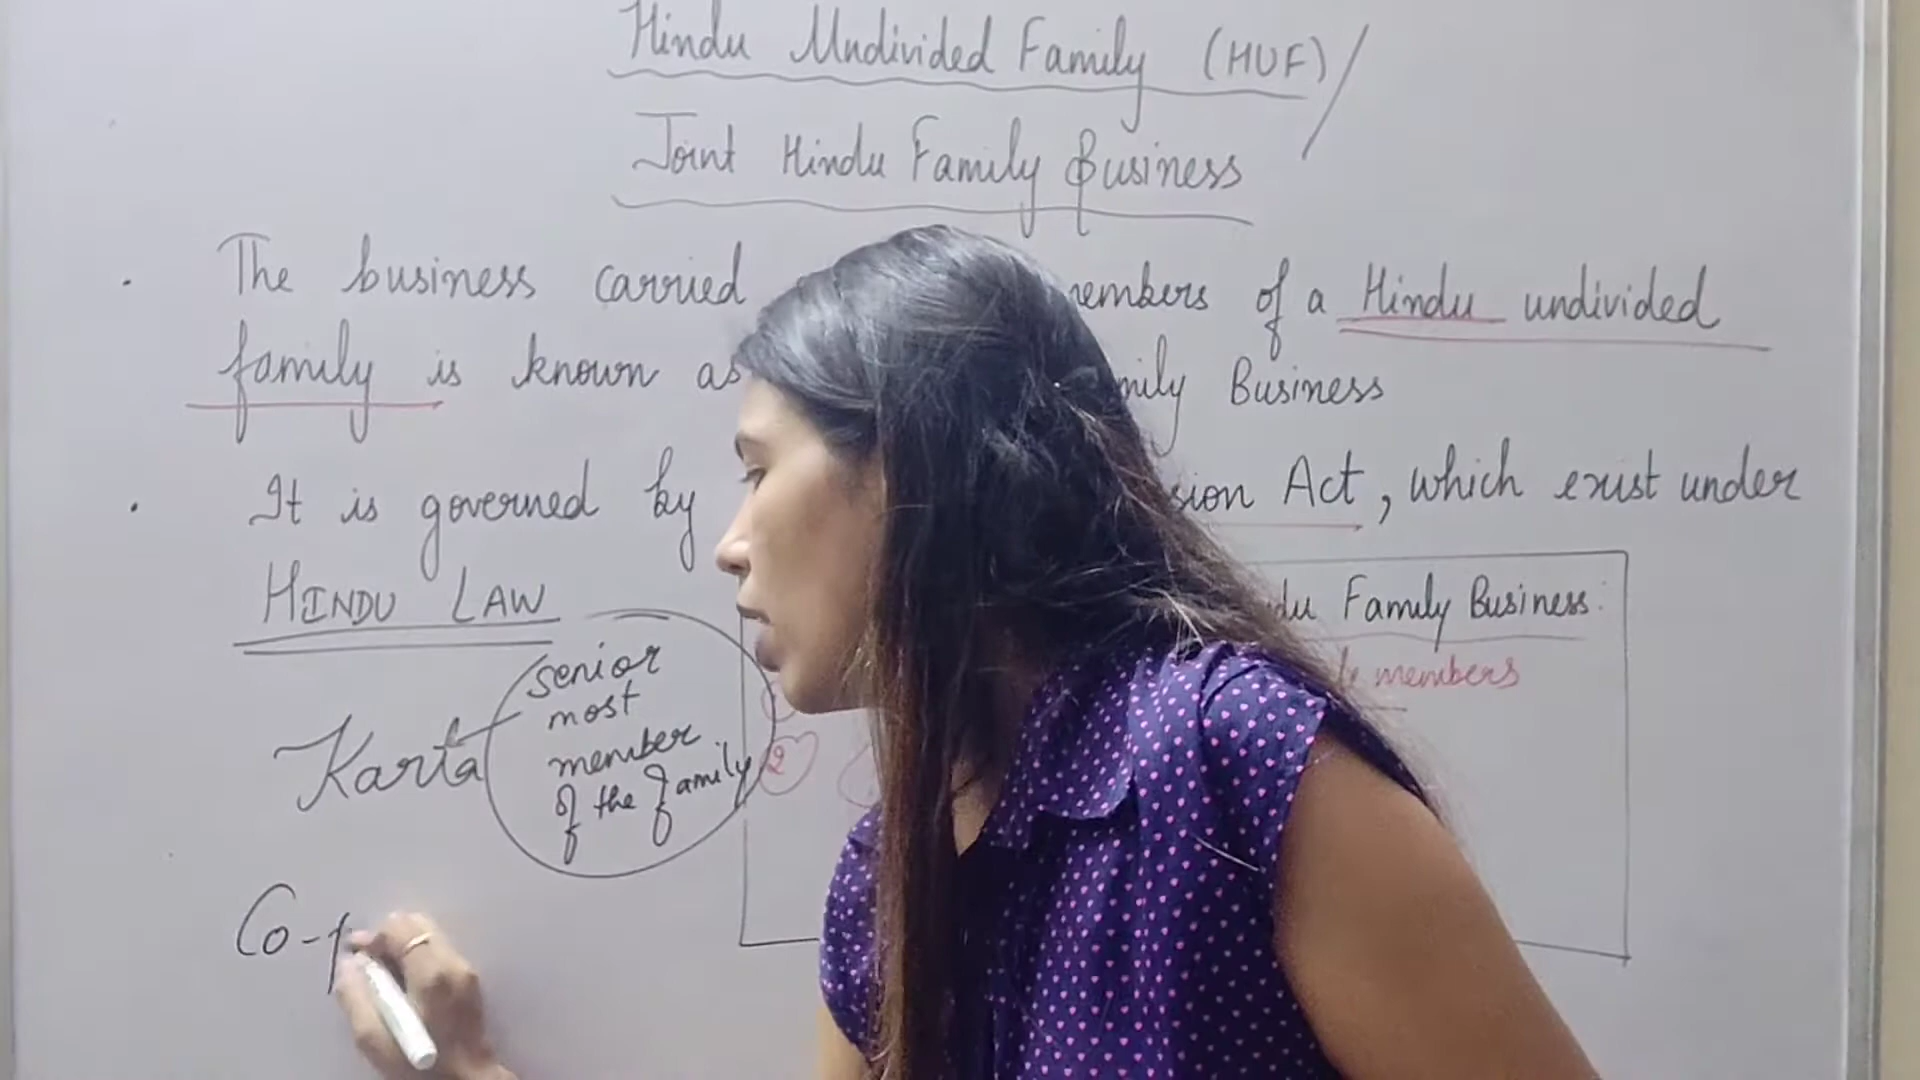 Hindu Undivided Family (HUF)/
Joint Hindu Family Business
. The business carried members of a Hindu undivided
family is known as Business
. It is governed by Act, which exist under
HINDU LAW
Family Business
members
Karta
senior
most
member
of the family
2
Co-